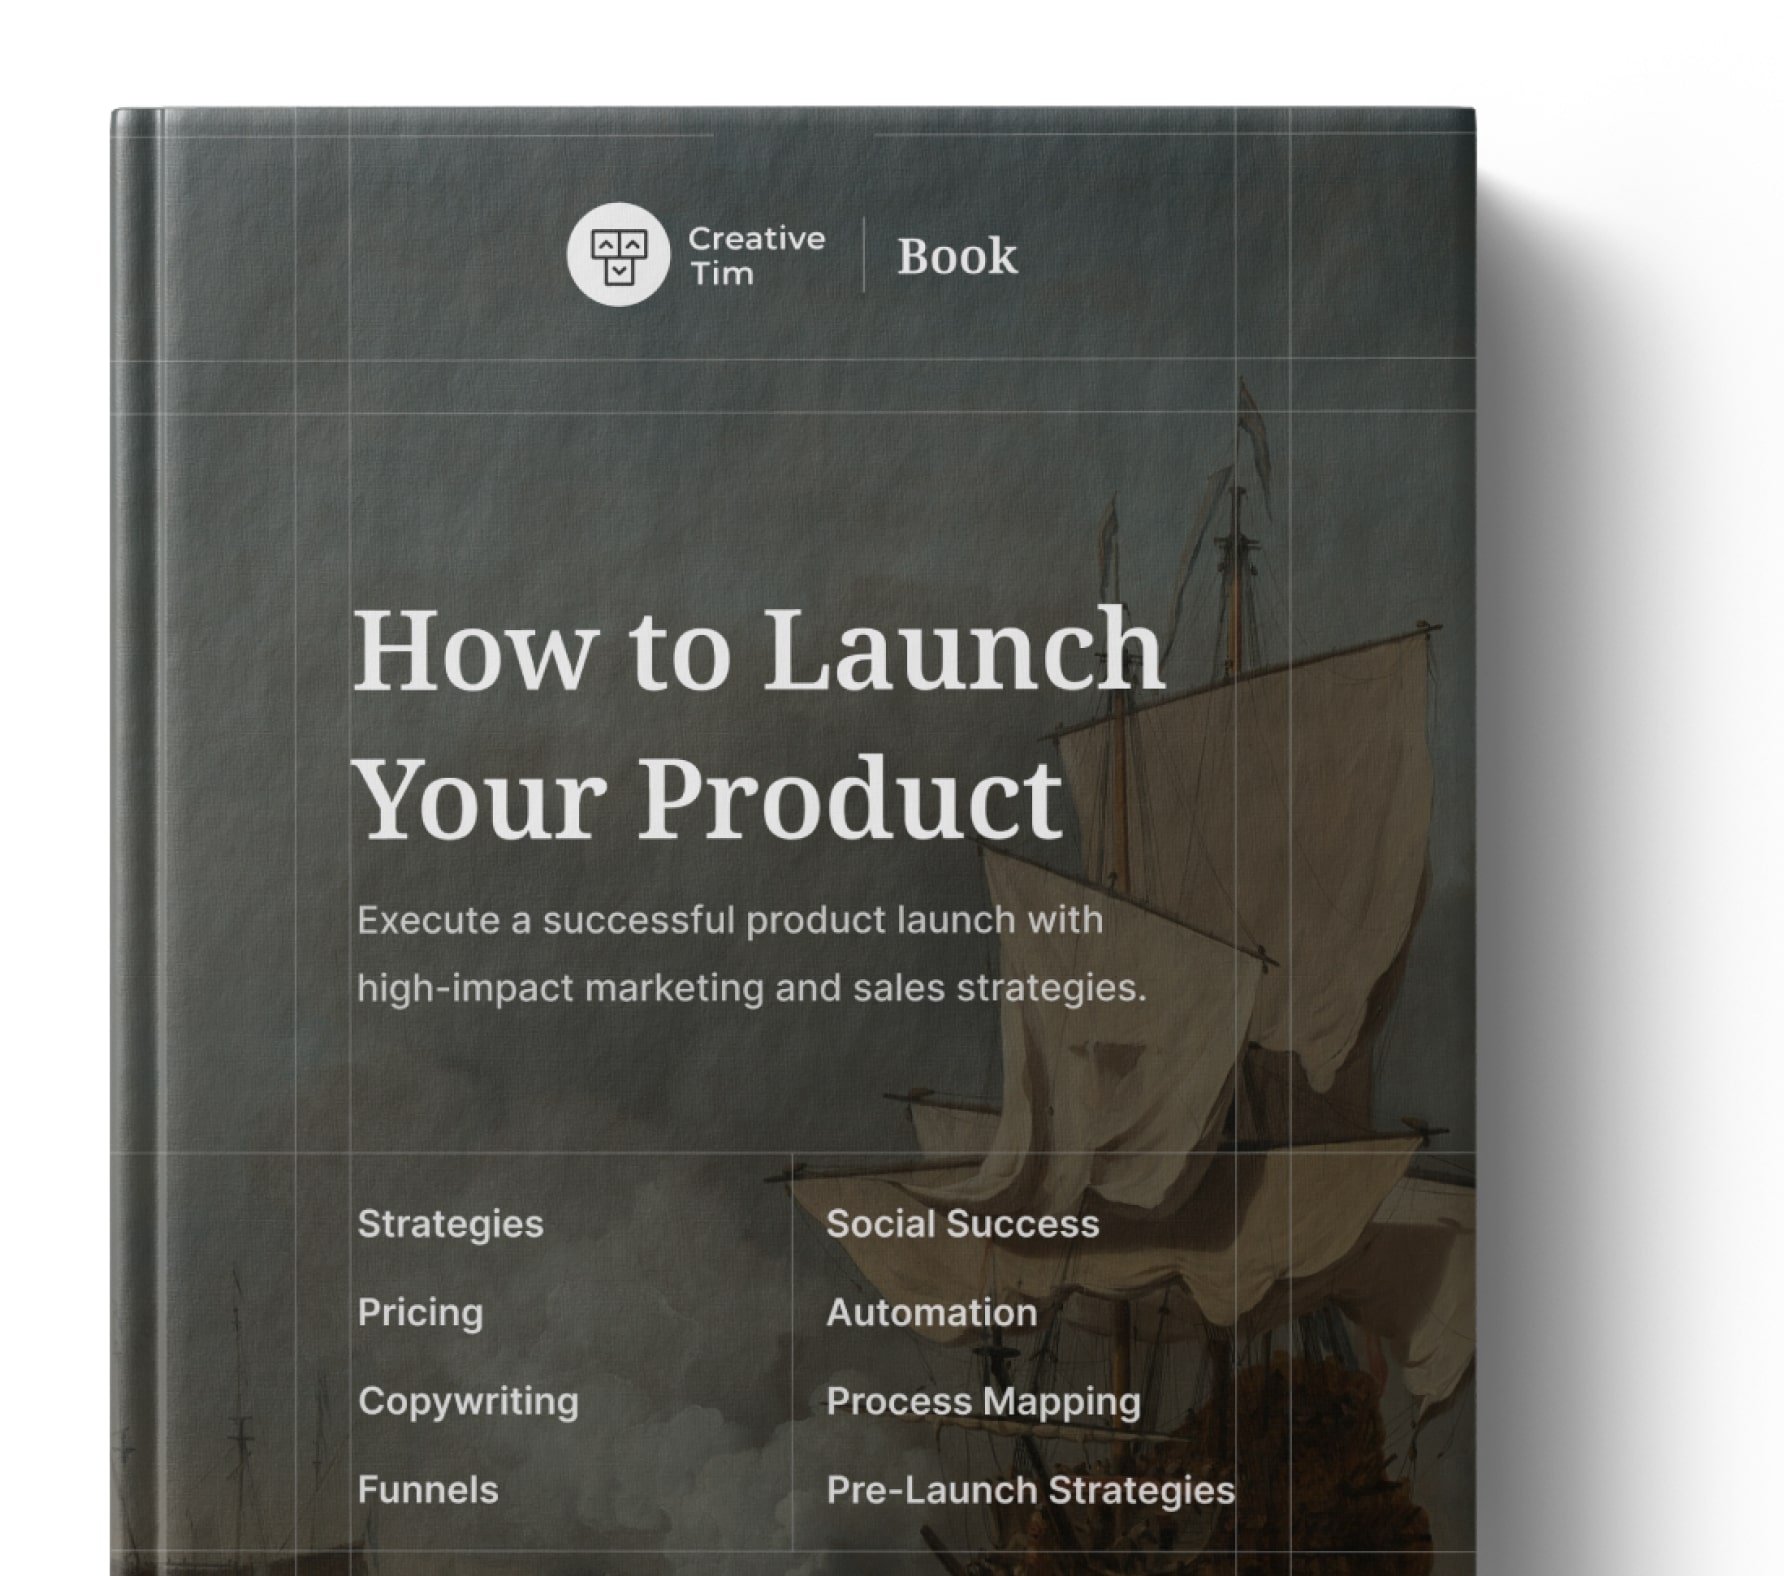 Creative
Tim
Book
How to Launch
Your Product
Execute a successful product launch with
high-impact marketing and sales strategies.
Strategies
Pricing
Copywriting
Funnels
Social Success
Automation
Process Mapping
Pre-Launch Strategies